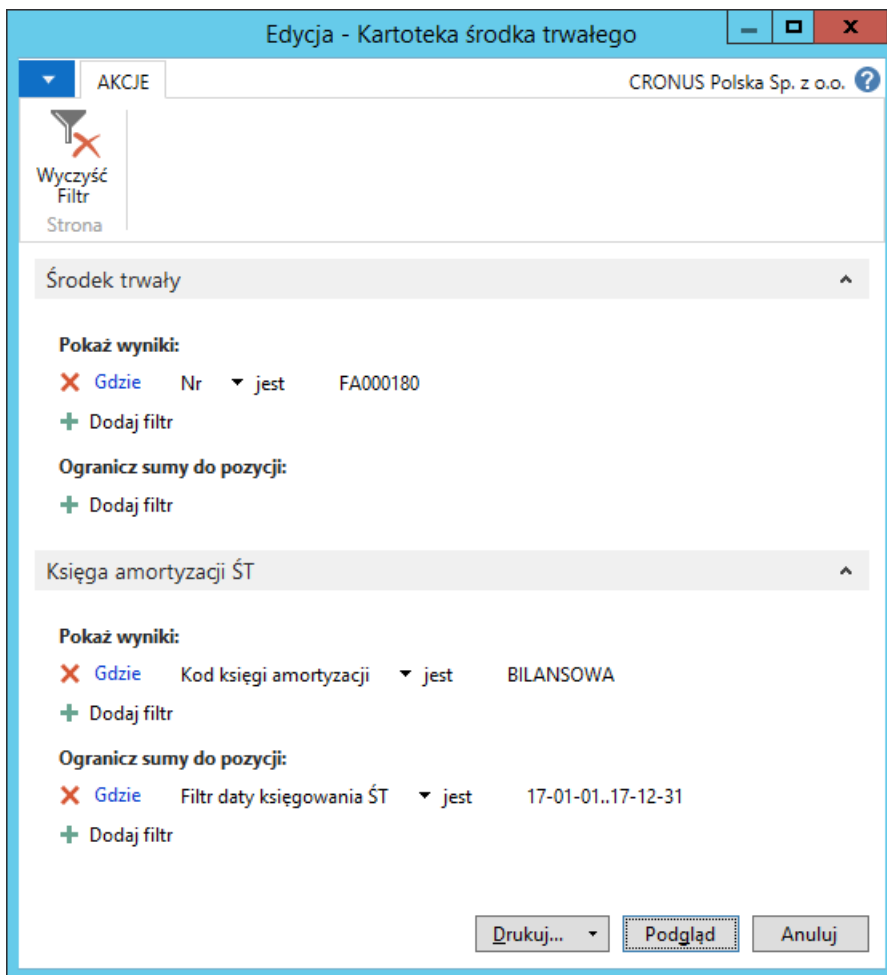 Edycja - Kartoteka środka trwałego
AKCJE
CRONUS Polska Sp. z o.o.
Wyczyść
Filtr
Strona
Środek trwały
Pokaż wyniki:
Gdzie Nr jest FA000180
Dodaj filtr
Ogranicz sumy do pozycji:
Dodaj filtr
Księga amortyzacji ŚT
Pokaż wyniki:
Gdzie Kod księgi amortyzacji jest BILANSOWA
Dodaj filtr
Ogranicz sumy do pozycji:
Gdzie Filtr daty księgowania ŚT jest 17-01-01..17-12-31
Dodaj filtr
Drukuj... Podgląd Anuluj